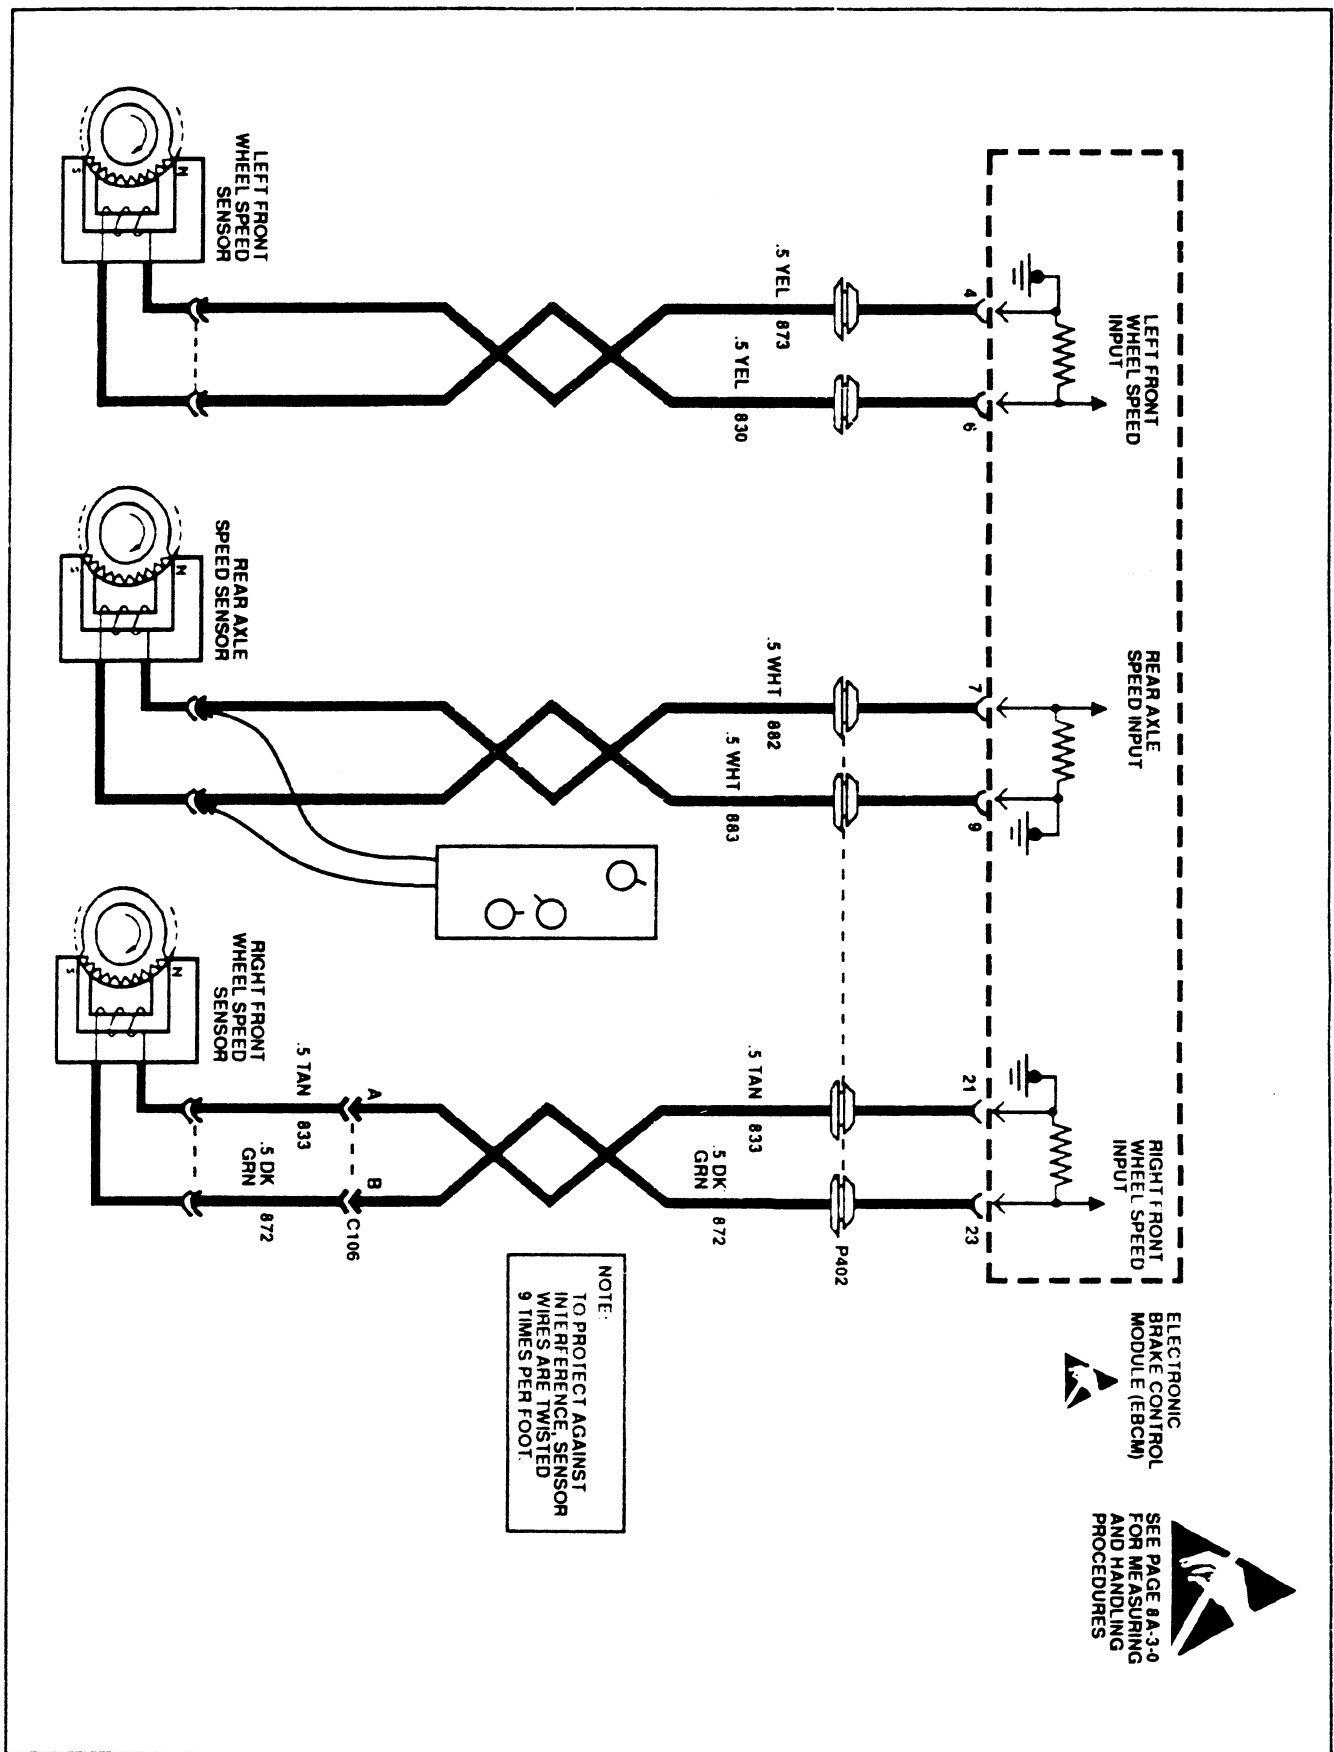 LEFT FRONT
WHEEL SPEED
INPUT
REAR AXLE
SPEED INPUT
RIGHT FRONT
WHEEL SPEED
INPUT
ELECTRONIC
BRAKE CONTROL
MODULE (EBCM)
SEE PAGE 8A-3-0
FOR MEASURING
AND HANDLING
PROCEDURES
4
6
7
9
21
23
P402
.5 YEL 873
.5 YEL 830
.5 WHT 882
.5 WHT 883
.5 TAN 833
.5 DK
GRN 872
NOTE:
TO PROTECT AGAINST
INTERFERENCE, SENSOR
WIRES ARE TWISTED
9 TIMES PER FOOT.
A
B
C106
.5 TAN 833
.5 DK
GRN 872
LEFT FRONT
WHEEL SPEED
SENSOR
REAR AXLE
SPEED SENSOR
RIGHT FRONT
WHEEL SPEED
SENSOR
N
S
N
S
N
S